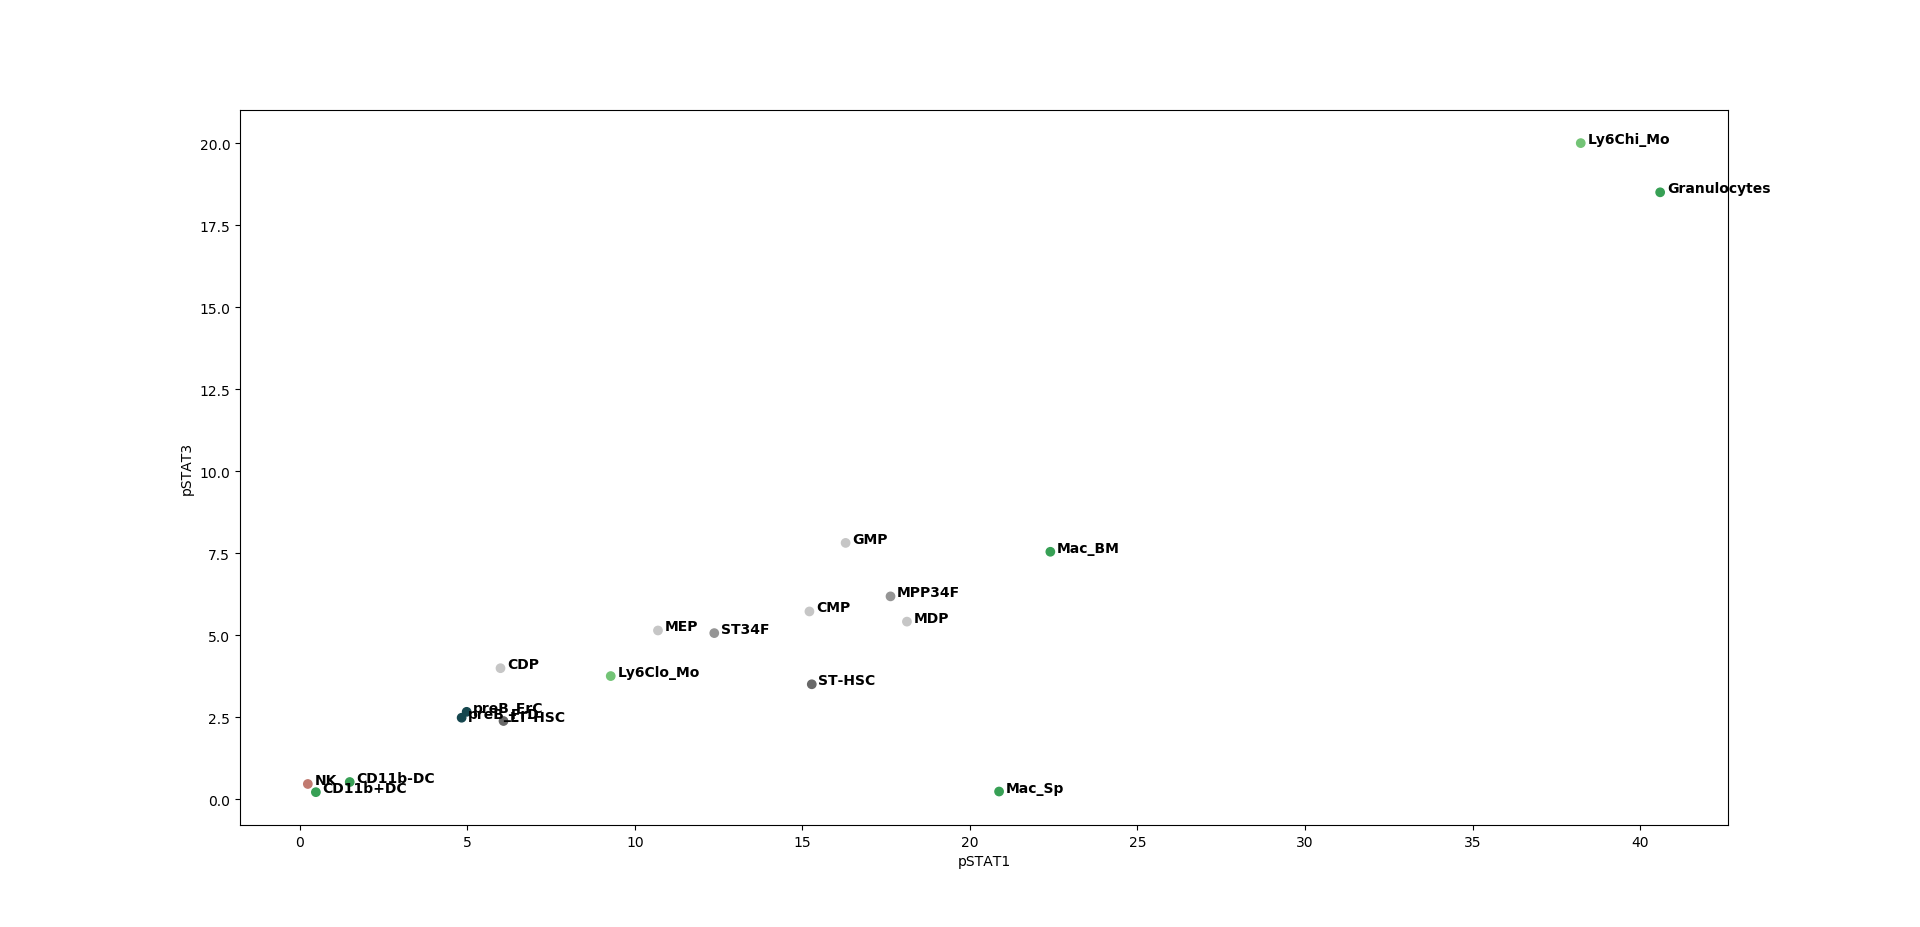 20.0
17.5
15.0
12.5
10.0
7.5
5.0
2.5
0.0
pSTAT3
Ly6Chi_Mo
Granulocytes
GMP
Mac_BM
MPP34F
CMP
MDP
MEP
ST34F
CDP
Ly6Clo_Mo
ST-HSC
preB_FrC
preB_FrD
LT-HSC
NK
CD11b-DC
CD11b+DC
Mac_Sp
0 5 10 15 20 25 30 35 40
pSTAT1